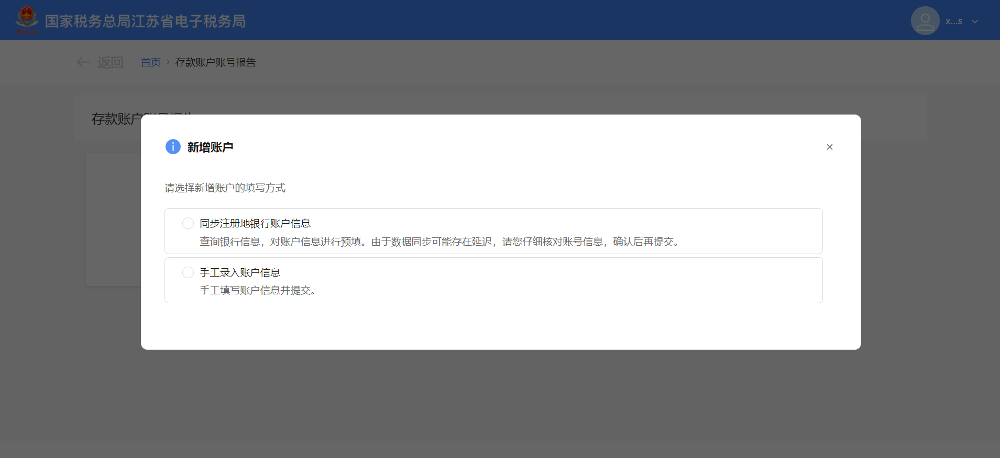 国家税务总局江苏省电子税务局
x...s
返回 首页 > 存款账户账号报告
存款账户账号报告
新增账户
请选择新增账户的填写方式
同步注册地银行账户信息
查询银行信息，对账户信息进行预填。由于数据同步可能存在延迟，请您仔细核对账号信息，确认后再提交。
手工录入账户信息
手工填写账户信息并提交。